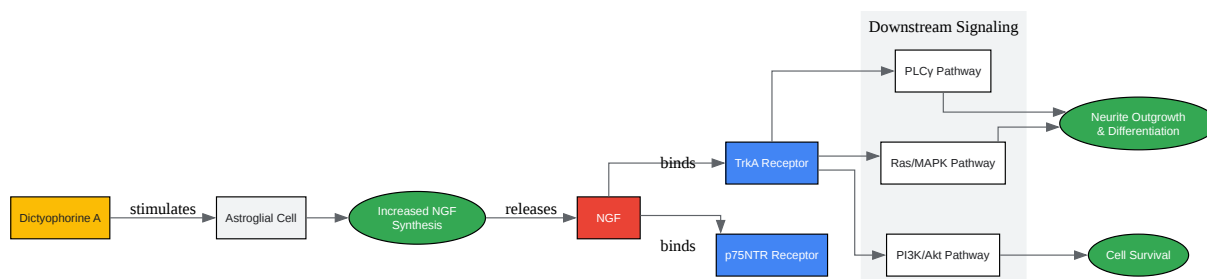 Downstream Signaling
PLCγ Pathway
Neurite Outgrowth
& Differentiation
binds
TrkA Receptor
Ras/MAPK Pathway
Dictyophorine A
stimulates
Astroglial Cell
Increased NGF
Synthesis
releases
NGF
binds
p75NTR Receptor
PI3K/Akt Pathway
Cell Survival